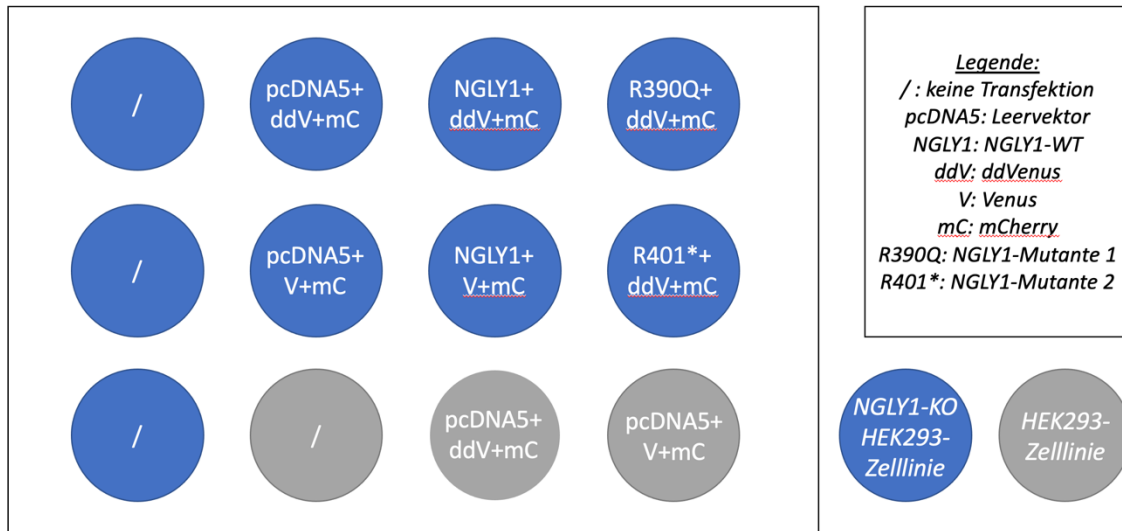 /
pcDNA5+
ddV+mC
NGLY1+
ddV+mC
R390Q+
ddV+mC
/
pcDNA5+
V+mC
NGLY1+
V+mC
R401*+
ddV+mC
/
/
pcDNA5+
ddV+mC
pcDNA5+
V+mC
Legende:
/ : keine Transfektion
pcDNA5: Leervektor
NGLY1: NGLY1-WT
ddV: ddVenus
V: Venus
mC: mCherry
R390Q: NGLY1-Mutante 1
R401*: NGLY1-Mutante 2
NGLY1-KO
HEK293-
Zelllinie
HEK293-
Zelllinie